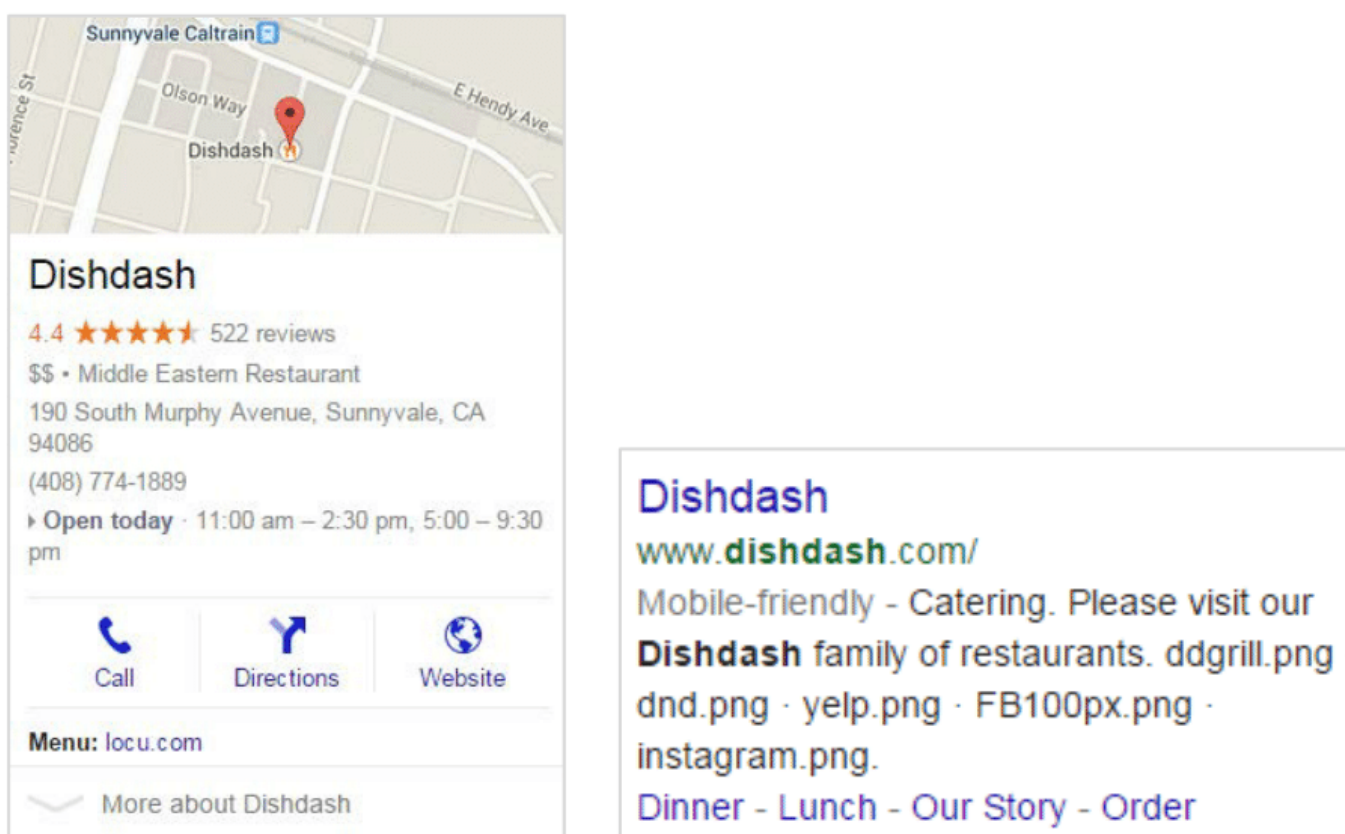 Sunnyvale Caltrain
Olson Way
E Hendy Ave
Dishdash
Dishdash
4.4 522 reviews
$$ • Middle Eastern Restaurant
190 South Murphy Avenue, Sunnyvale, CA
94086
(408) 774-1889
Open today · 11:00 am – 2:30 pm, 5:00 – 9:30
pm
Call Directions Website
Menu: locu.com
More about Dishdash
Dishdash
www.dishdash.com/
Mobile-friendly - Catering. Please visit our
Dishdash family of restaurants. ddgrill.png
dnd.png · yelp.png · FB100px.png ·
instagram.png.
Dinner - Lunch - Our Story - Order